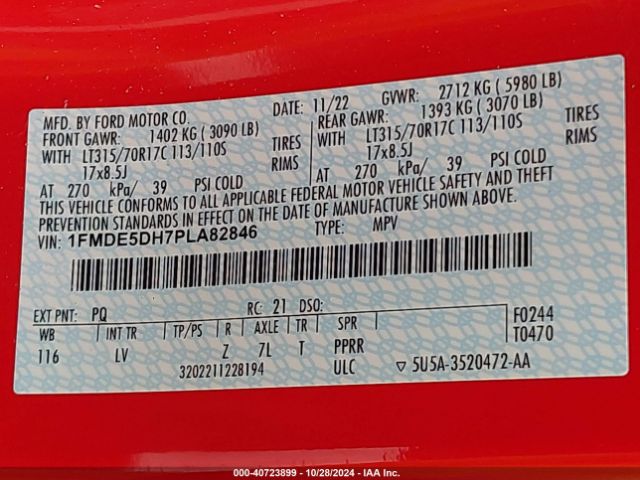 MFD. BY FORD MOTOR CO.
DATE: 11/22 GVWR: 2712 KG ( 5980 LB)
FRONT GAWR: 1402 KG ( 3090 LB) REAR GAWR: 1393 KG ( 3070 LB)
WITH LT315/70R17C 113/110S TIRES WITH LT315/70R17C 113/110S TIRES
17x8.5J RIMS 17x8.5J RIMS
AT 270 kPa/ 39 PSI COLD AT 270 kPa/ 39 PSI COLD
THIS VEHICLE CONFORMS TO ALL APPLICABLE FEDERAL MOTOR VEHICLE SAFETY AND THEFT
PREVENTION STANDARDS IN EFFECT ON THE DATE OF MANUFACTURE SHOWN ABOVE.
VIN: 1FMDE5DH7PLA82846 TYPE: MPV
EXT PNT: PQ RC: 21 DSO: F0244
WB INT TR TP/PS R AXLE TR SPR T0470
116 LV Z 7L T PPRR
3202211228194 ULC 5U5A-3520472-AA
000-40723899 - 10/28/2024 - IAA Inc.